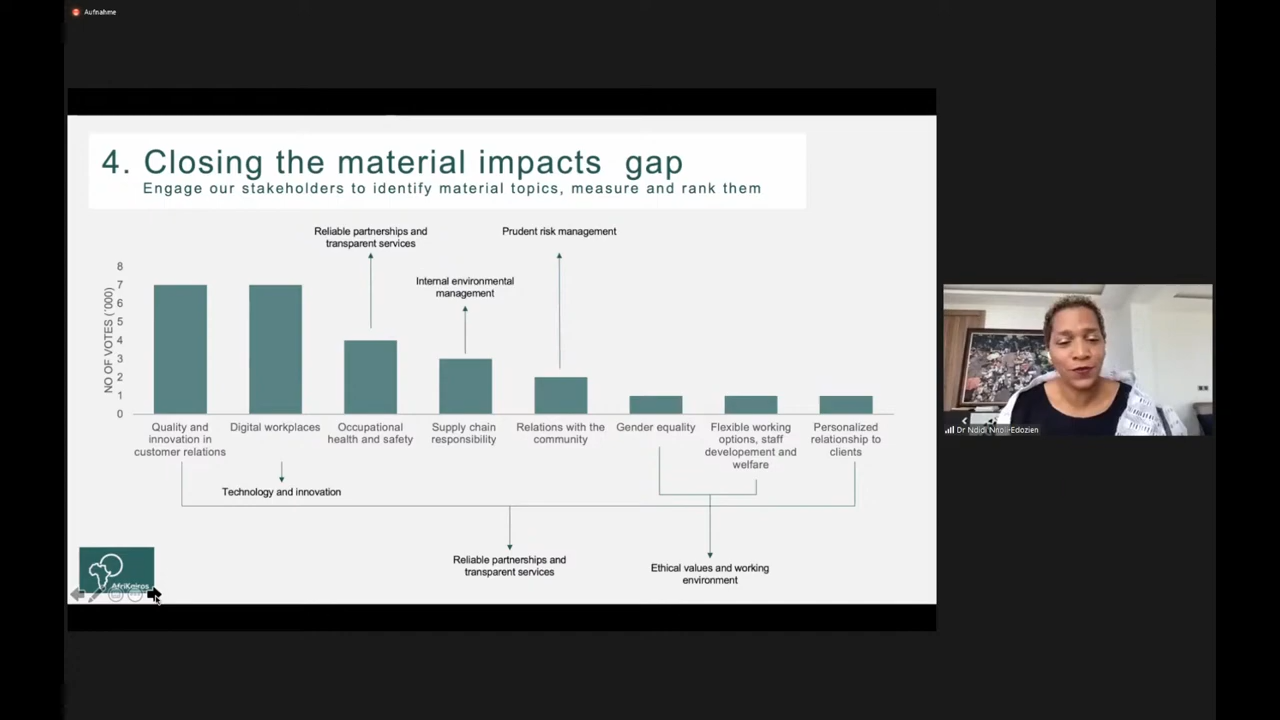 Aufnahme
4. Closing the material impacts gap
Engage our stakeholders to identify material topics, measure and rank them
Reliable partnerships and
transparent services
Prudent risk management
Internal environmental
management
NO OF VOTES (´000)
8
7
6
5
4
3
2
1
0
Quality and
innovation in
customer relations
Digital workplaces
Occupational
health and safety
Supply chain
responsibility
Relations with the
community
Gender equality
Flexible working
options, staff
developement and
welfare
Personalized
relationship to
clients
Technology and innovation
Reliable partnerships and
transparent services
Ethical values and working
environment
AfriKairos
Dr Ndidi Nnoli-Edozien